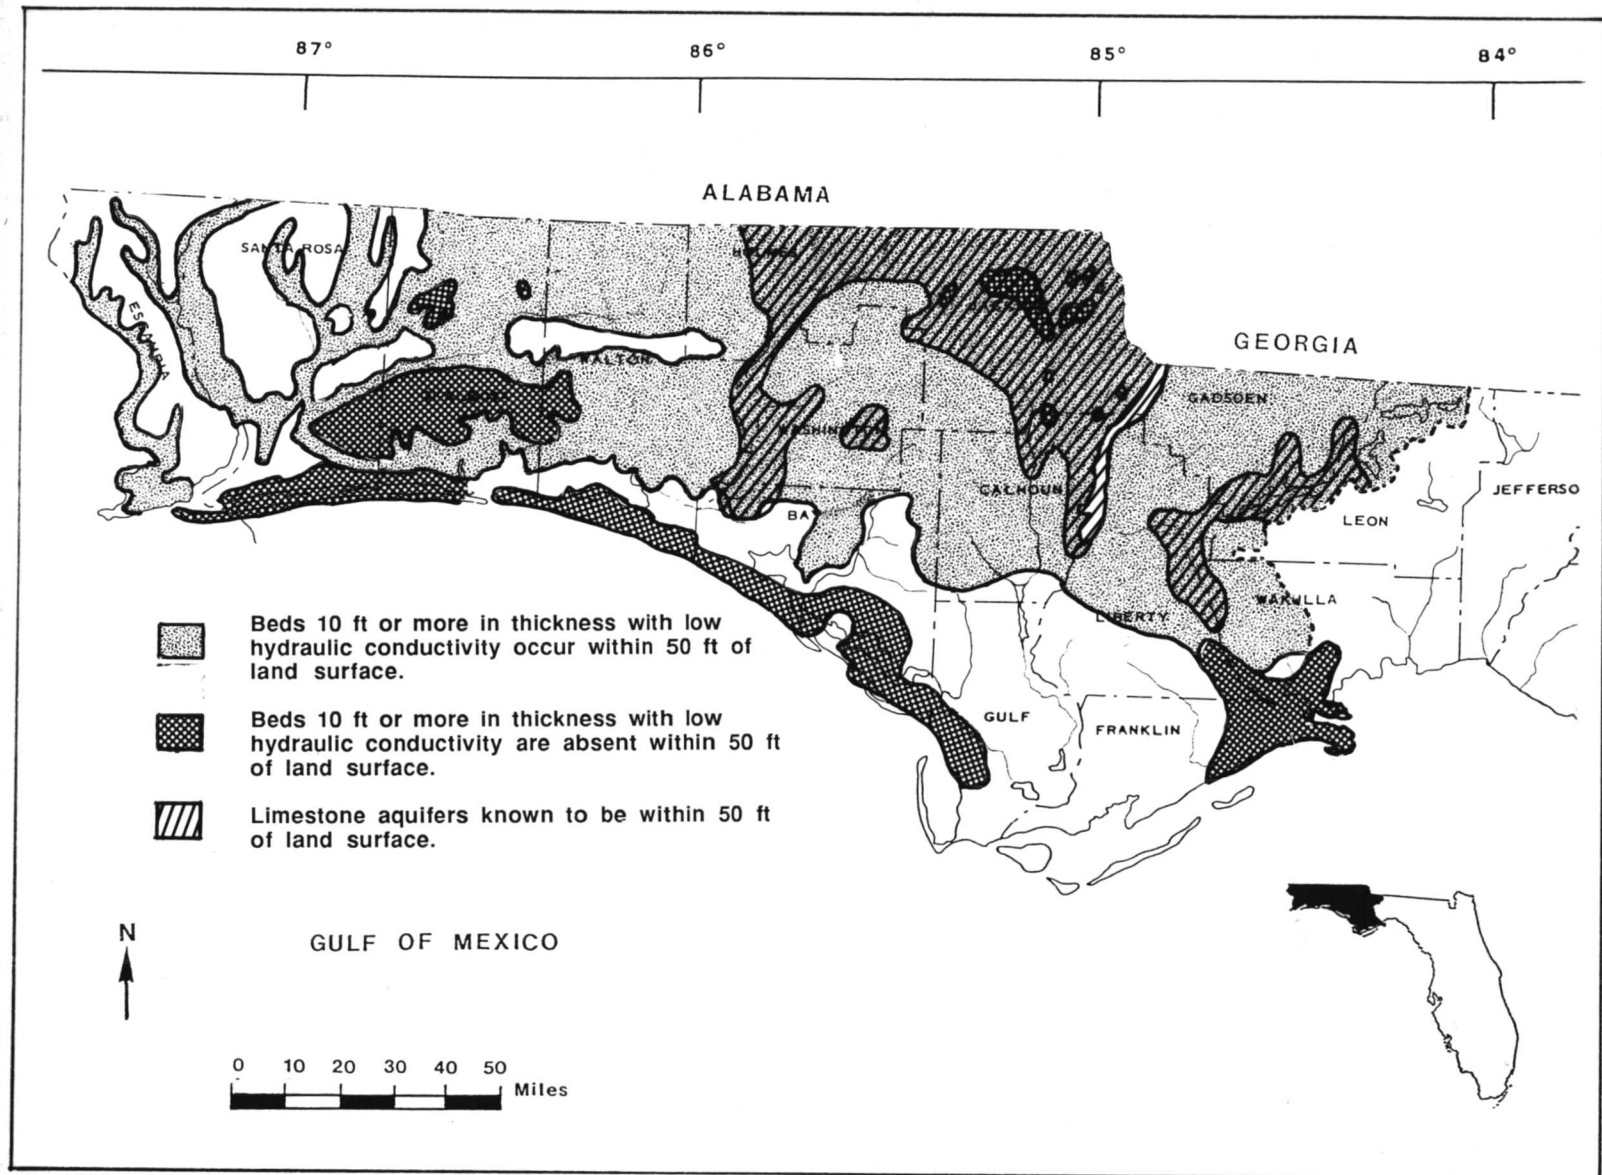 87° 86° 85° 84°
ALABAMA
GEORGIA
SANTA ROSA
ESCAMBIA
HOLMES
WALTON
WASHINGTON
GADSDEN
CALHOUN
BA
LEON
JEFFERSO
WAKULLA
LIBERTY
GULF
FRANKLIN
Beds 10 ft or more in thickness with low
hydraulic conductivity occur within 50 ft of
land surface.
Beds 10 ft or more in thickness with low
hydraulic conductivity are absent within 50 ft
of land surface.
Limestone aquifers known to be within 50 ft
of land surface.
N
GULF OF MEXICO
0 10 20 30 40 50
Miles